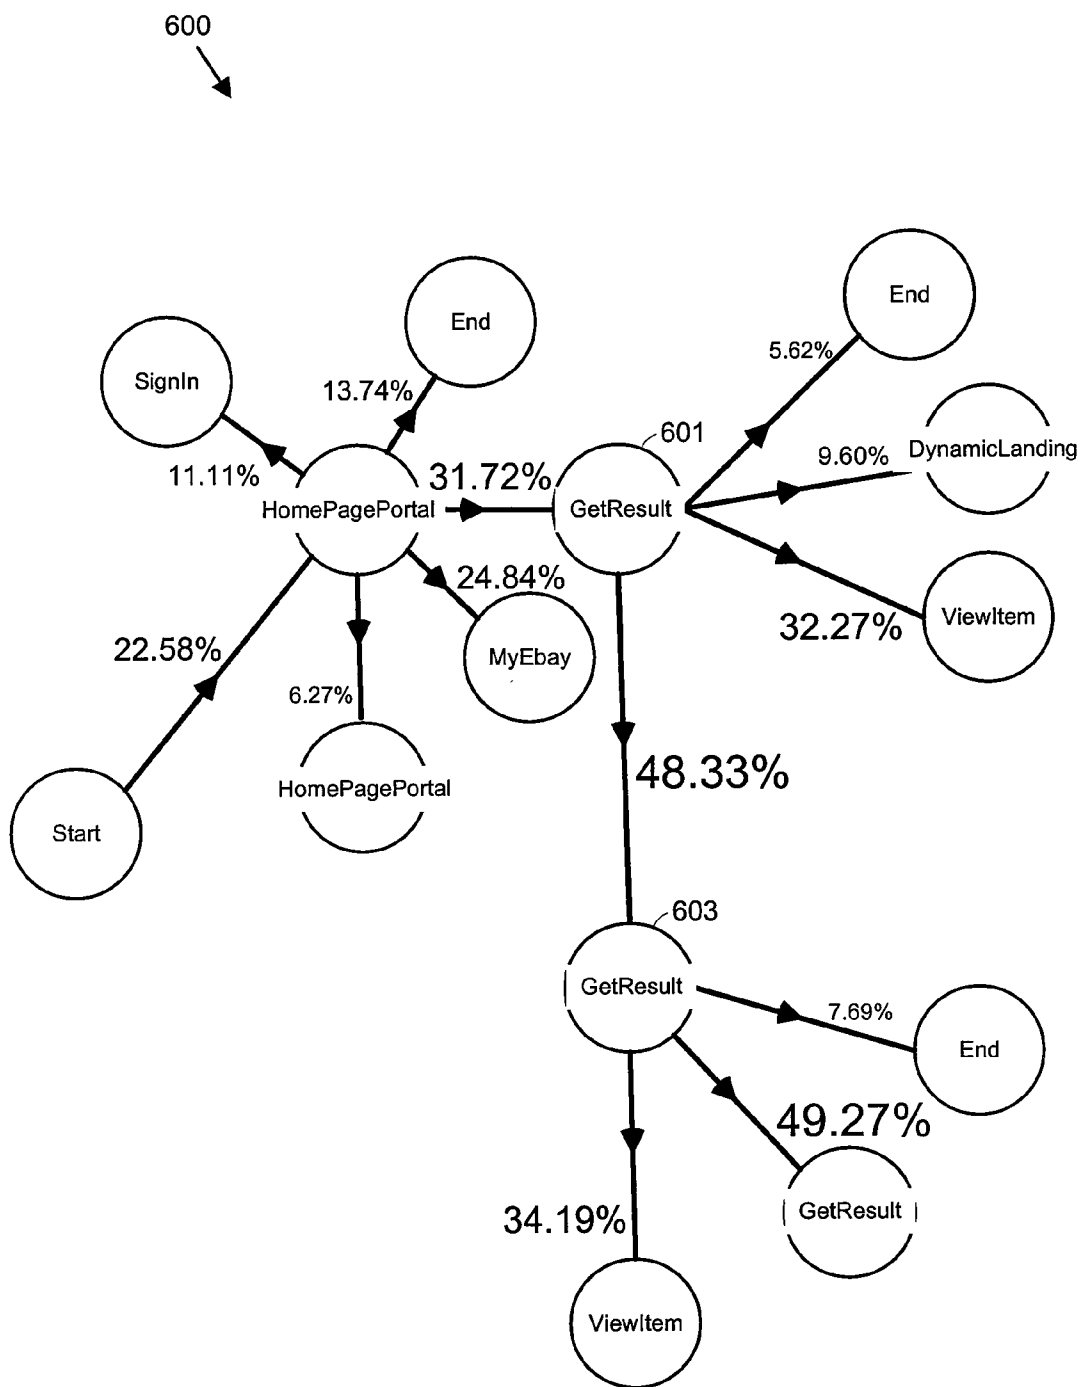 600
End
End
5.62%
SignIn
13.74%
601
DynamicLanding
9.60%
11.11%
31.72%
HomePagePortal
GetResult
24.84%
ViewItem
32.27%
22.58%
MyEbay
6.27%
HomePagePortal
48.33%
Start
603
GetResult
7.69%
End
49.27%
GetResult
34.19%
ViewItem